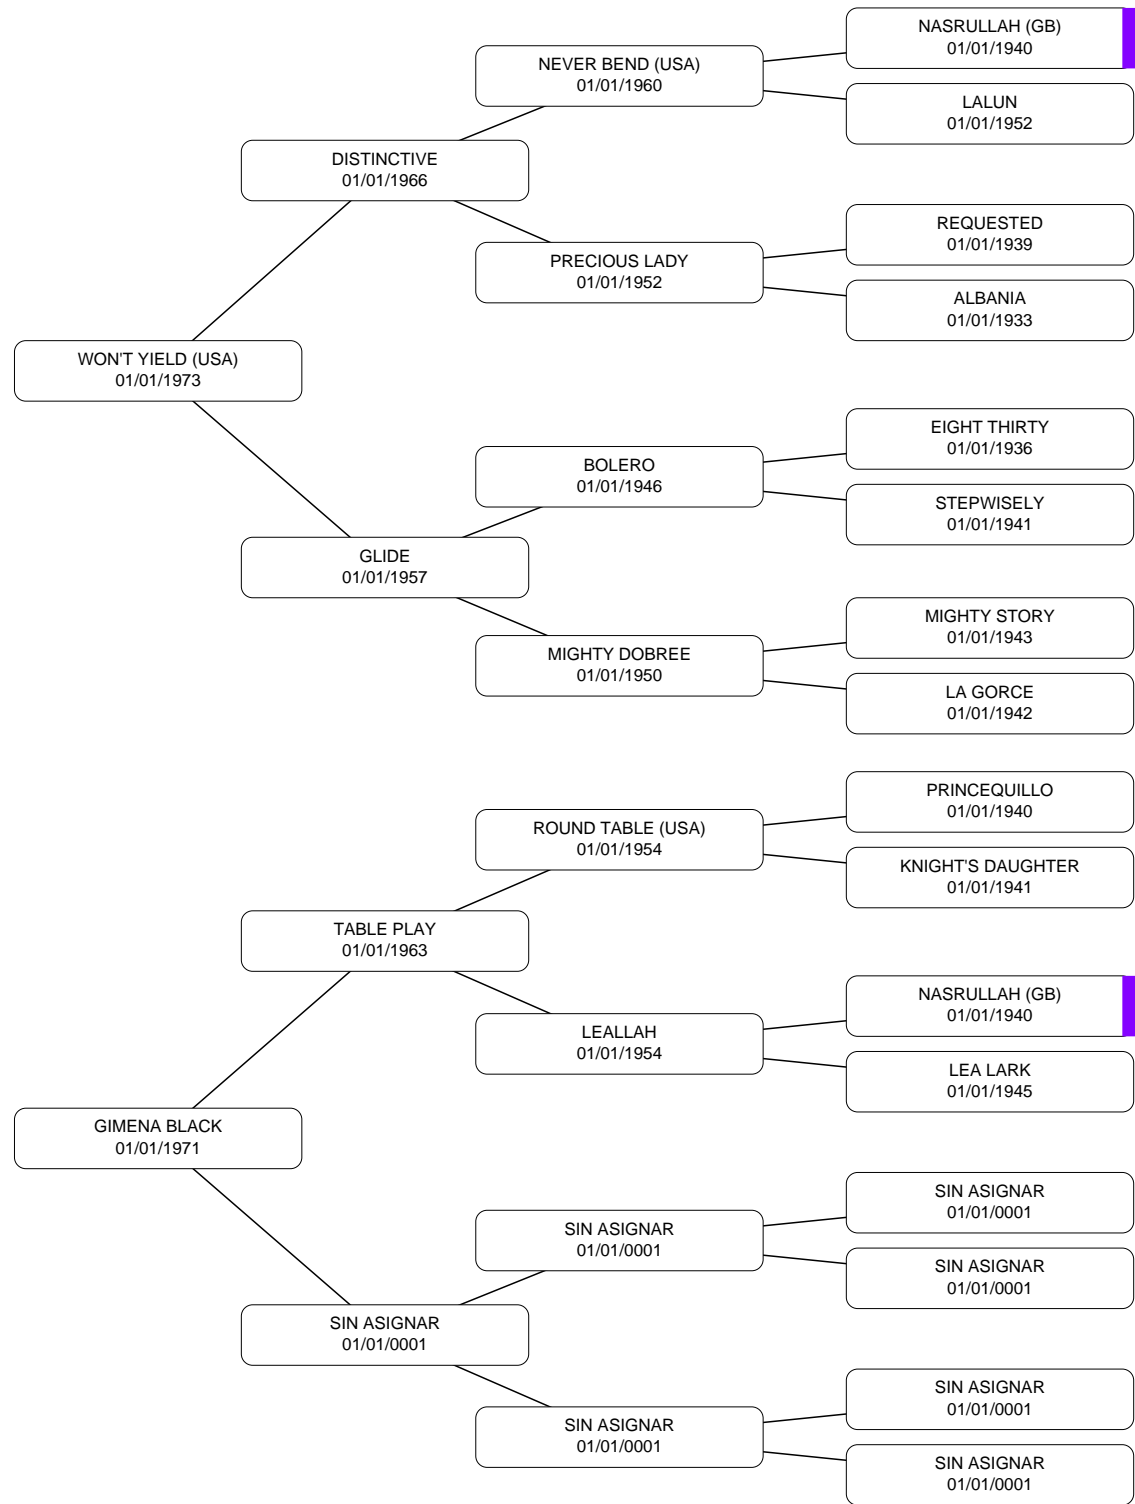 NASRULLAH (GB)
01/01/1940
NEVER BEND (USA)
01/01/1960
LALUN
01/01/1952
DISTINCTIVE
01/01/1966
REQUESTED
01/01/1939
PRECIOUS LADY
01/01/1952
ALBANIA
01/01/1933
WON'T YIELD (USA)
01/01/1973
EIGHT THIRTY
01/01/1936
BOLERO
01/01/1946
STEPWISELY
01/01/1941
GLIDE
01/01/1957
MIGHTY STORY
01/01/1943
MIGHTY DOBREE
01/01/1950
LA GORCE
01/01/1942
PRINCEQUILLO
01/01/1940
ROUND TABLE (USA)
01/01/1954
KNIGHT'S DAUGHTER
01/01/1941
TABLE PLAY
01/01/1963
NASRULLAH (GB)
01/01/1940
LEALLAH
01/01/1954
LEA LARK
01/01/1945
GIMENA BLACK
01/01/1971
SIN ASIGNAR
01/01/0001
SIN ASIGNAR
01/01/0001
SIN ASIGNAR
01/01/0001
SIN ASIGNAR
01/01/0001
SIN ASIGNAR
01/01/0001
SIN ASIGNAR
01/01/0001
SIN ASIGNAR
01/01/0001